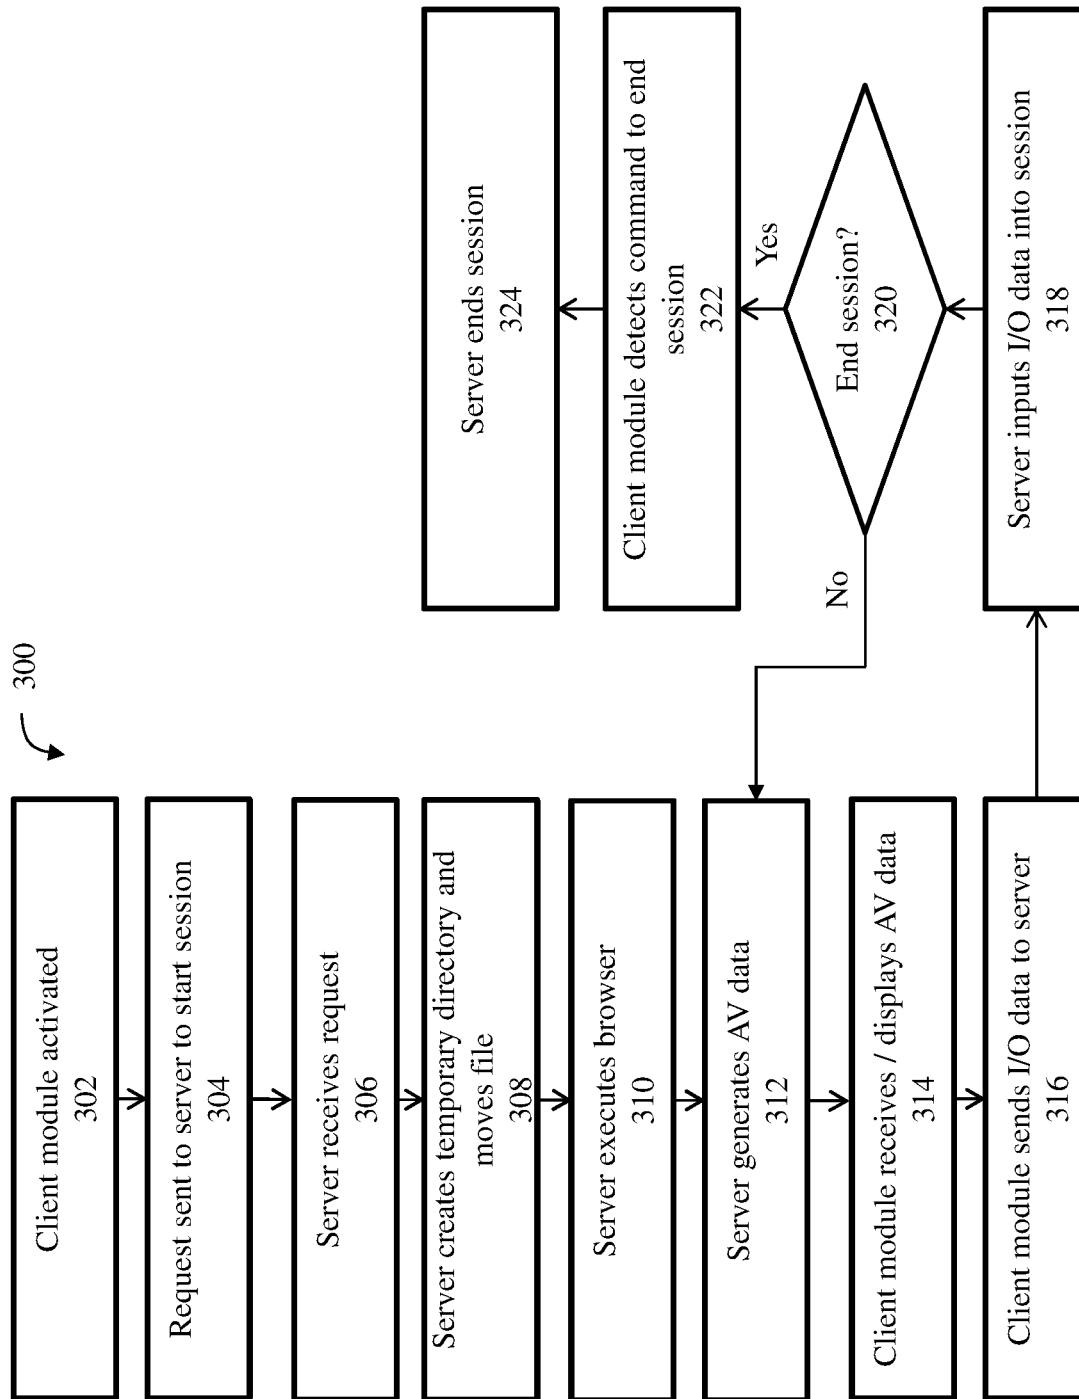 300
Client module activated
302
Request sent to server to start session
304
Server receives request
306
Server creates temporary directory and
moves file
308
Server executes browser
310
Server generates AV data
312
Client module receives / displays AV data
314
Client module sends I/O data to server
316
Server inputs I/O data into session
318
End session?
320
No
Yes
Client module detects command to end
session
322
Server ends session
324